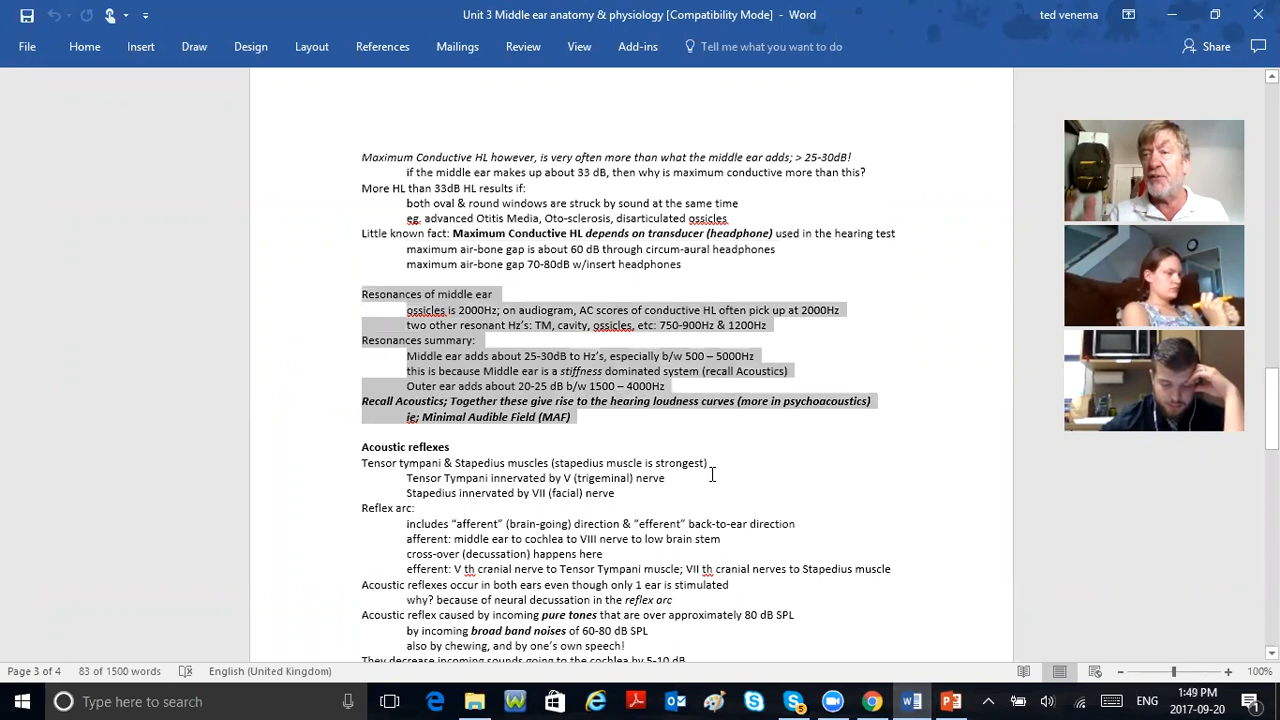 Unit 3 Middle ear anatomy & physiology [Compatibility Mode] - Word
ted venema
File Home Insert Draw Design Layout References Mailings Review View Add-ins Tell me what you want to do Share
Maximum Conductive HL however, is very often more than what the middle ear adds; > 25-30dB!
if the middle ear makes up about 33 dB, then why is maximum conductive more than this?
More HL than 33dB HL results if:
both oval & round windows are struck by sound at the same time
eg. advanced Otitis Media, Oto-sclerosis, disarticulated ossicles
Little known fact: Maximum Conductive HL depends on transducer (headphone) used in the hearing test
maximum air-bone gap is about 60 dB through circum-aural headphones
maximum air-bone gap 70-80dB w/insert headphones
Resonances of middle ear
ossicles is 2000Hz; on audiogram, AC scores of conductive HL often pick up at 2000Hz
two other resonant Hz's: TM, cavity, ossicles, etc: 750-900Hz & 1200Hz
Resonances summary:
Middle ear adds about 25-30dB to Hz's, especially b/w 500 – 5000Hz
this is because Middle ear is a stiffness dominated system (recall Acoustics)
Outer ear adds about 20-25 dB b/w 1500 – 4000Hz
Recall Acoustics; Together these give rise to the hearing loudness curves (more in psychoacoustics)
ie; Minimal Audible Field (MAF)
Acoustic reflexes
Tensor tympani & Stapedius muscles (stapedius muscle is strongest)
Tensor Tympani innervated by V (trigeminal) nerve
Stapedius innervated by VII (facial) nerve
Reflex arc:
includes “afferent” (brain-going) direction & “efferent” back-to-ear direction
afferent: middle ear to cochlea to VIII nerve to low brain stem
cross-over (decussation) happens here
efferent: V th cranial nerve to Tensor Tympani muscle; VII th cranial nerves to Stapedius muscle
Acoustic reflexes occur in both ears even though only 1 ear is stimulated
why? because of neural decussation in the reflex arc
Acoustic reflex caused by incoming pure tones that are over approximately 80 dB SPL
by incoming broad band noises of 60-80 dB SPL
also by chewing, and by one's own speech!
They decrease incoming sounds going to the cochlea by 5-10 dB
Page 3 of 4 83 of 1500 words English (United Kingdom) 100%
Type here to search
ENG
1:49 PM
2017-09-20